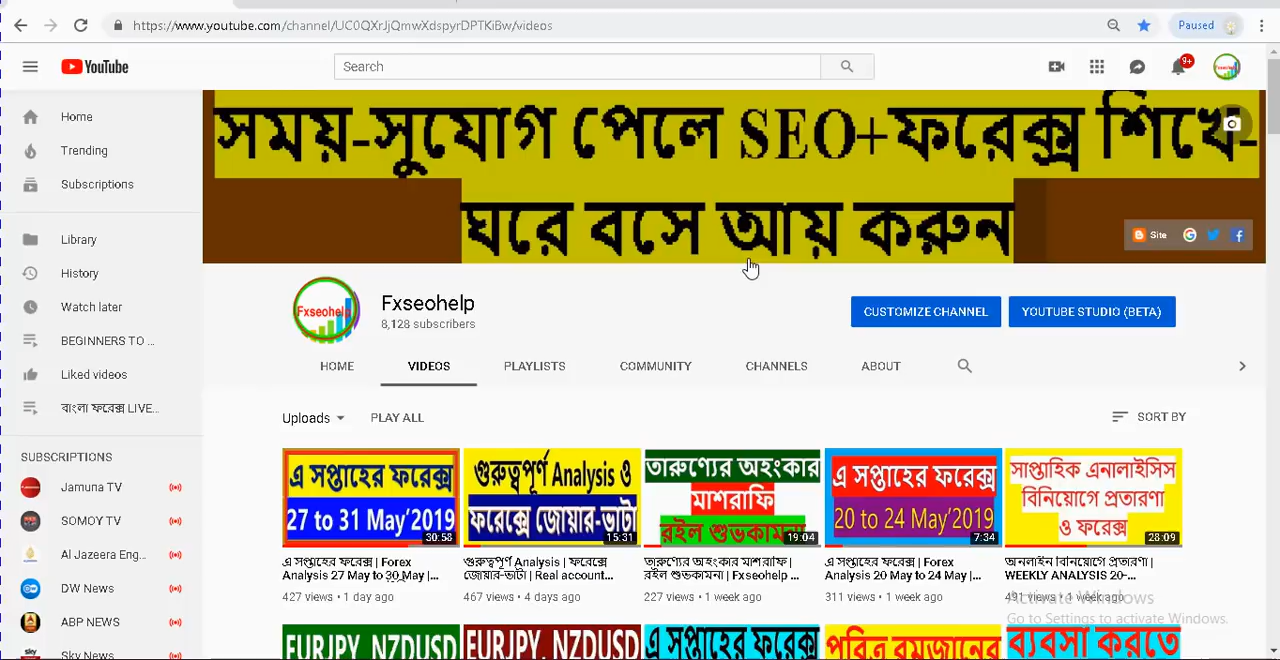 https://www.youtube.com/channel/UC0QXrJjQmwXdspyrDPTKiBw/videos
Paused
YouTube
Search
9+
Home
Trending
Subscriptions
Library
History
Watch later
BEGINNERS TO ...
Liked videos
বাংলা ফরেক্স LIVE...
SUBSCRIPTIONS
Jamuna TV
SOMOY TV
Al Jazeera Eng...
DW News
ABP NEWS
Sky News
সময়-সুযোগ পেলে SEO+ফরেক্স শিখে-
ঘরে বসে আয় করুন
Site
Fxseohelp
Fxseohelp
8,128 subscribers
CUSTOMIZE CHANNEL
YOUTUBE STUDIO (BETA)
HOME
VIDEOS
PLAYLISTS
COMMUNITY
CHANNELS
ABOUT
Uploads
PLAY ALL
SORT BY
এ সপ্তাহের ফরেক্স
27 to 31 May'2019
30:58
এ সপ্তাহের ফরেক্স | Forex
Analysis 27 May to 30 May |...
427 views • 1 day ago
গুরুত্বপূর্ণ Analysis ও
ফরেক্সে জোয়ার-ভাটা
15:31
গুরুত্বপূর্ণ Analysis | ফরেক্সে
জোয়ার-ভাটা | Real account...
467 views • 4 days ago
তারুণ্যের অহংকার
মাশরাফি
রইল শুভকামনা
19:04
তারুণ্যের অহংকার মাশরাফি |
রইল শুভকামনা | Fxseohelp ...
227 views • 1 week ago
এ সপ্তাহের ফরেক্স
20 to 24 May'2019
7:34
এ সপ্তাহের ফরেক্স | Forex
Analysis 20 May to 24 May |...
311 views • 1 week ago
সাপ্তাহিক এনালাইসিস
বিনিয়োগে প্রতারণা
ও ফরেক্স
28:09
অনলাইন বিনিয়োগে প্রতারণা |
WEEKLY ANALYSIS 20-...
491 views • 1 week ago
Activate Windows
Go to Settings to activate Windows.
EURJPY, NZDUSD
EURJPY, NZDUSD
এ সপ্তাহের ফরেক্স
পবিত্র রমজানের
ব্যবসা করতে